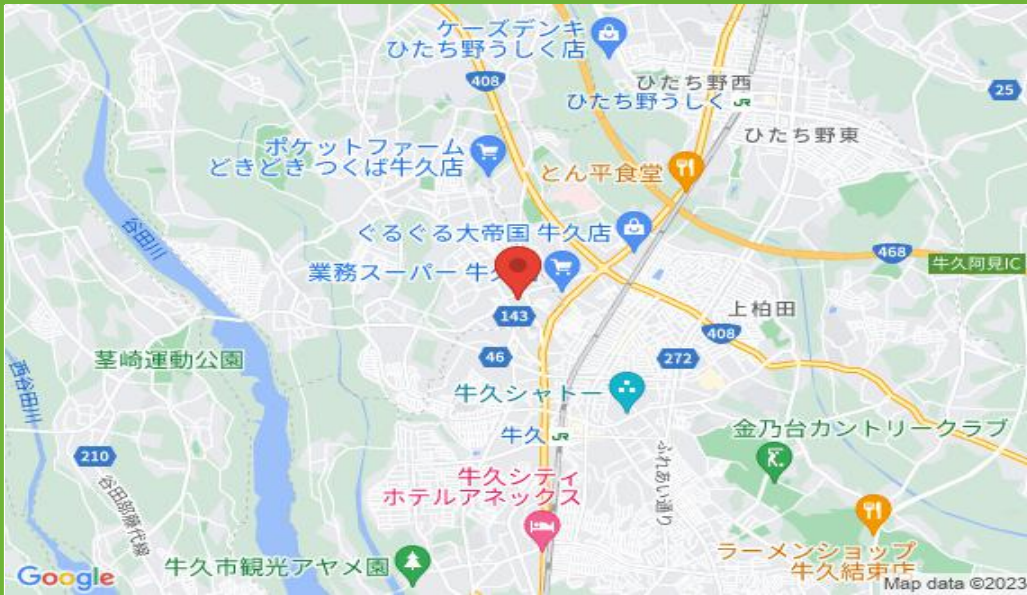 ケーズデンキ
ひたち野うしく店
408
ひたち野西
ひたち野うしく JR
25
ひたち野東
ポケットファーム
どきどき つくば牛久店
とん平食堂
谷田川
ぐるぐる大帝国 牛久店
業務スーパー 牛久
468
牛久阿見IC
143
上柏田
408
茎崎運動公園
46
272
西谷田川
牛久シャトー
牛久 JR
金乃台カントリークラブ
210
ふれあい通り
谷田部藤代線
牛久シティ
ホテルアネックス
ラーメンショップ
牛久結束店
牛久市観光アヤメ園
Google
Map data ©2023